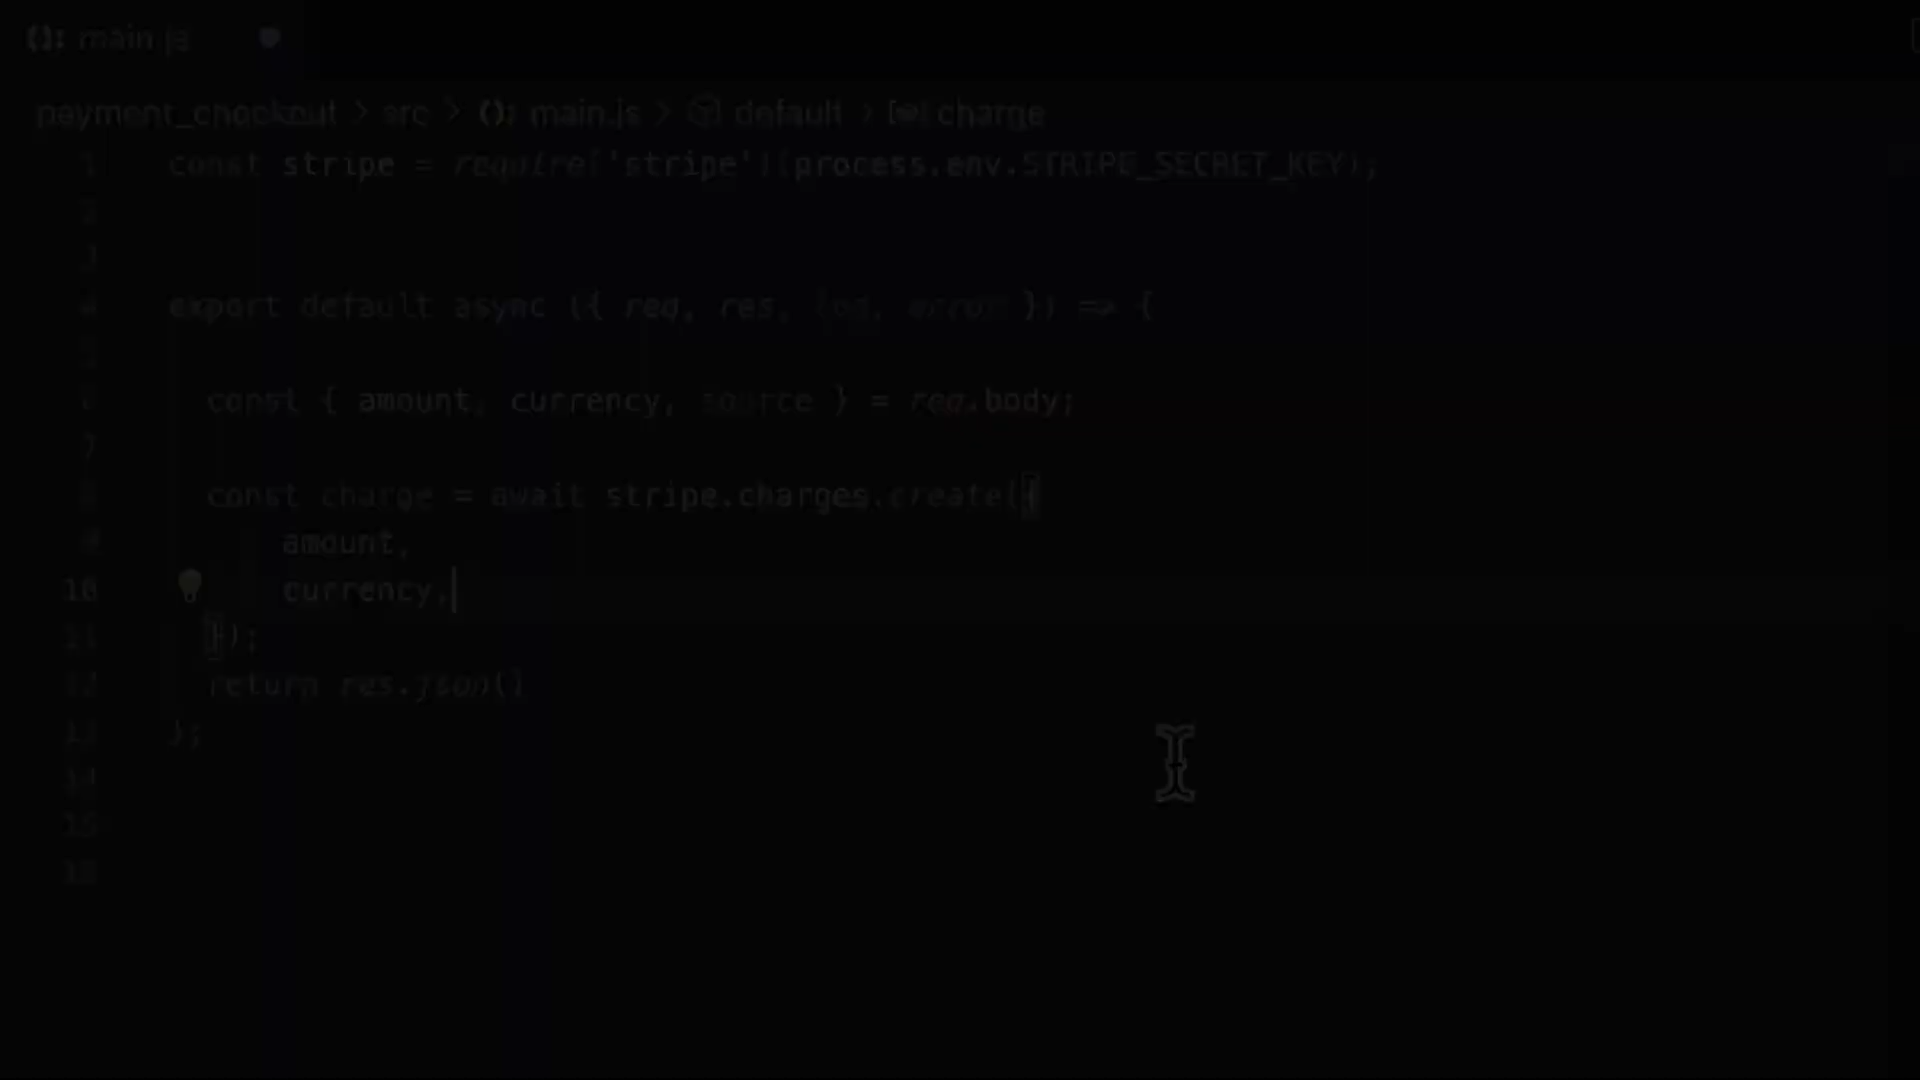 main.js
payment_checkout > src > main.js > default > charge
1 const stripe = require('stripe')(process.env.STRIPE_SECRET_KEY);
2
3
4 export default async ({ req, res, log, error }) => {
5
6 const { amount, currency, source } = req.body;
7
8 const charge = await stripe.charges.create({
9 amount,
10 currency,
11 });
12 return res.json()
13 };
14
15
16